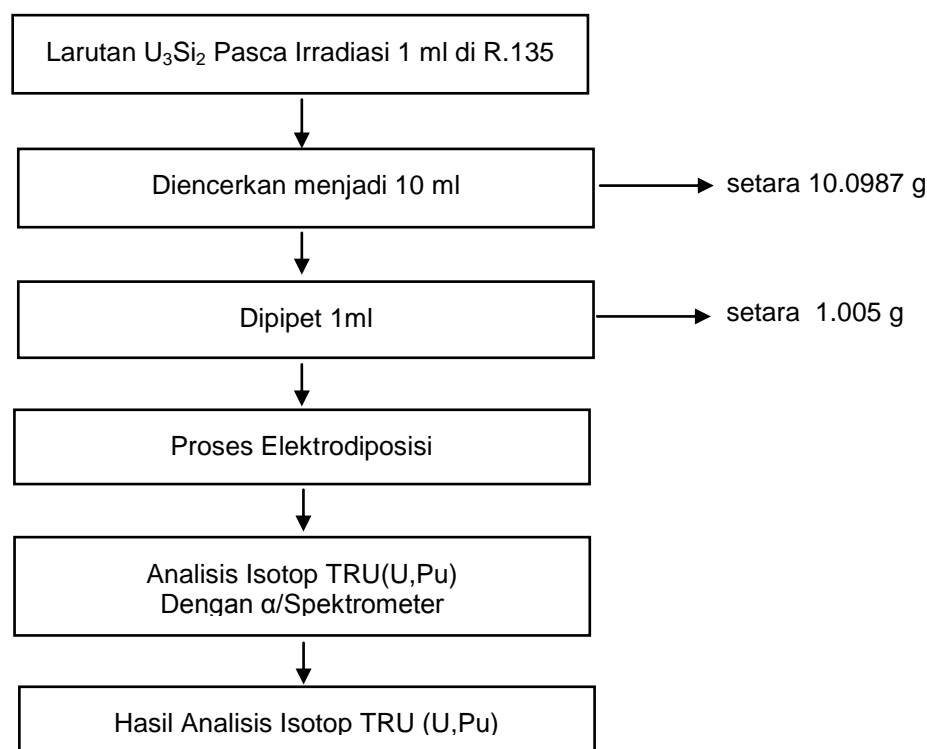 Larutan U₃Si₂ Pasca Irradiasi 1 ml di R.135
Diencerkan menjadi 10 ml
setara 10.0987 g
Dipipet 1ml
setara 1.005 g
Proses Elektrodiposisi
Analisis Isotop TRU(U,Pu)
Dengan α/Spektrometer
Hasil Analisis Isotop TRU (U,Pu)